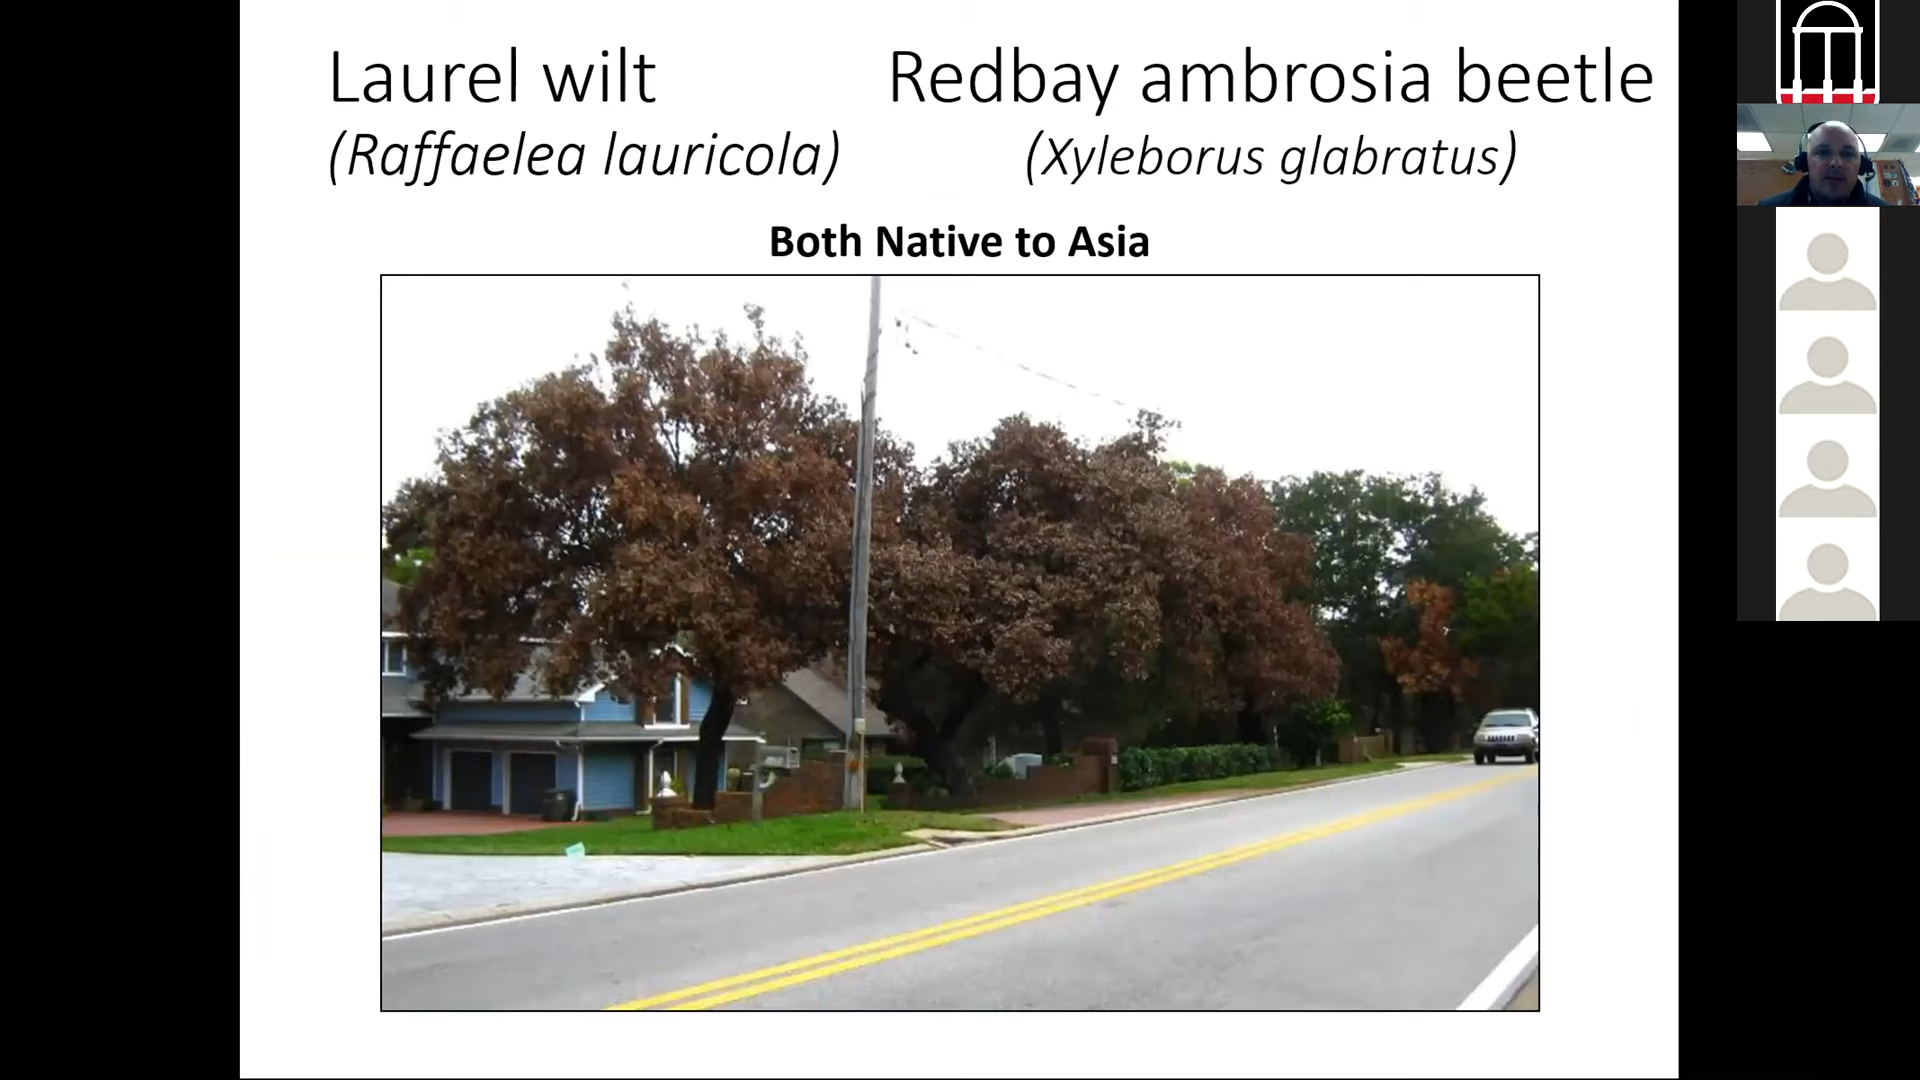 Laurel wilt
(Raffaelea lauricola)
Redbay ambrosia beetle
(Xyleborus glabratus)
Both Native to Asia